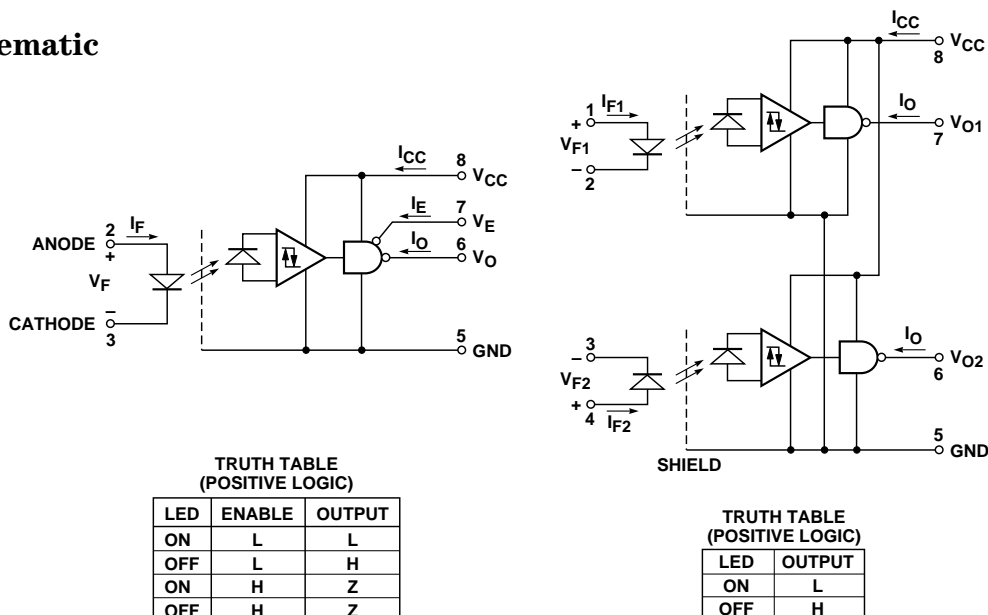 ematic
ANODE 2
+
IF
VF
–
CATHODE 3
ICC
8
VCC
IE
7
VE
IO
6
VO
5
GND
TRUTH TABLE
(POSITIVE LOGIC)
LED ENABLE OUTPUT
ON L L
OFF L H
ON H Z
OFF H Z
ICC
VCC
8
1
IF1
+
VF1
–
2
IO
VO1
7
3
–
VF2
+
4
IF2
IO
VO2
6
5
GND
SHIELD
TRUTH TABLE
(POSITIVE LOGIC)
LED OUTPUT
ON L
OFF H